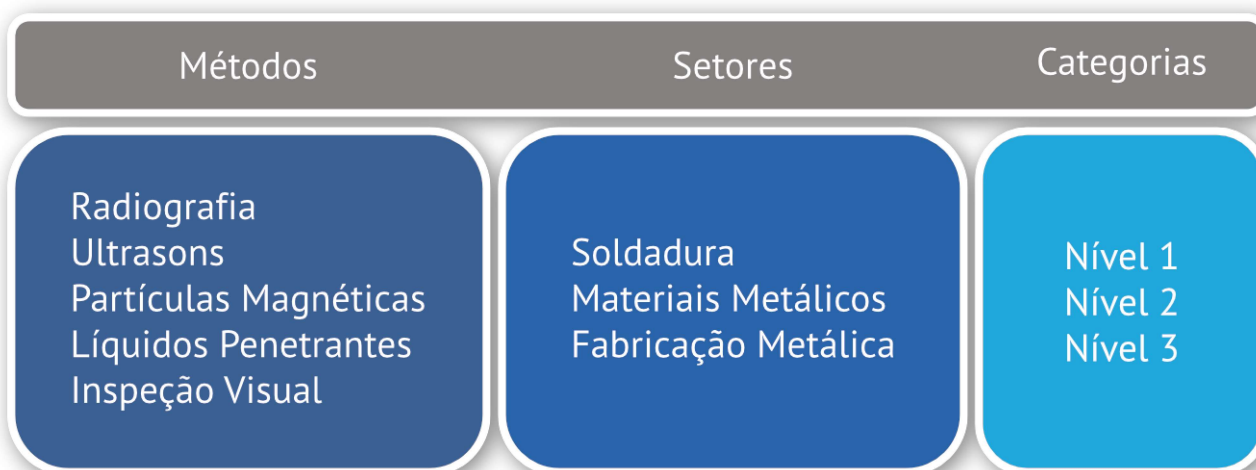 Métodos
Setores
Categorias
Radiografia
Ultrasons
Partículas Magnéticas
Líquidos Penetrantes
Inspeção Visual
Soldadura
Materiais Metálicos
Fabricação Metálica
Nível 1
Nível 2
Nível 3